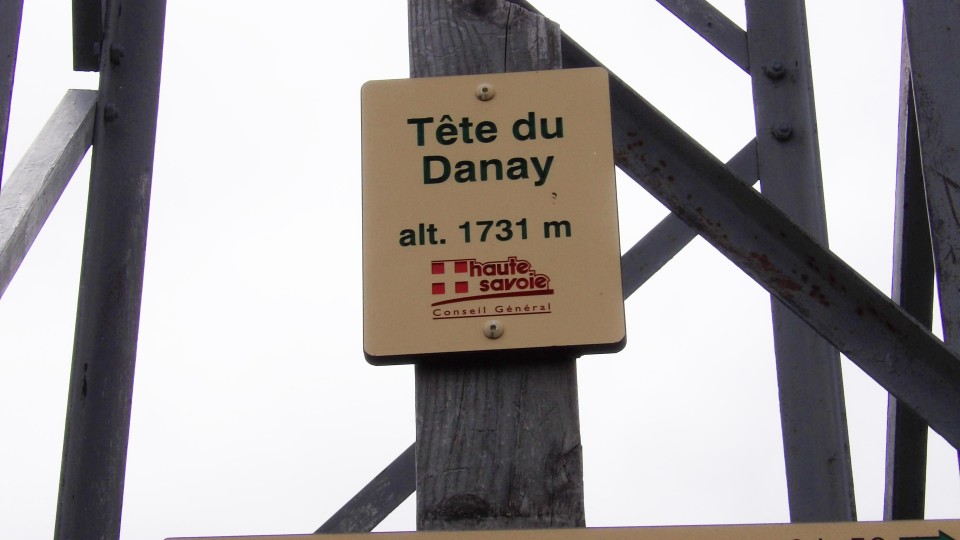 Tête du
Danay
alt. 1731 m
haute
savoie
Conseil Général